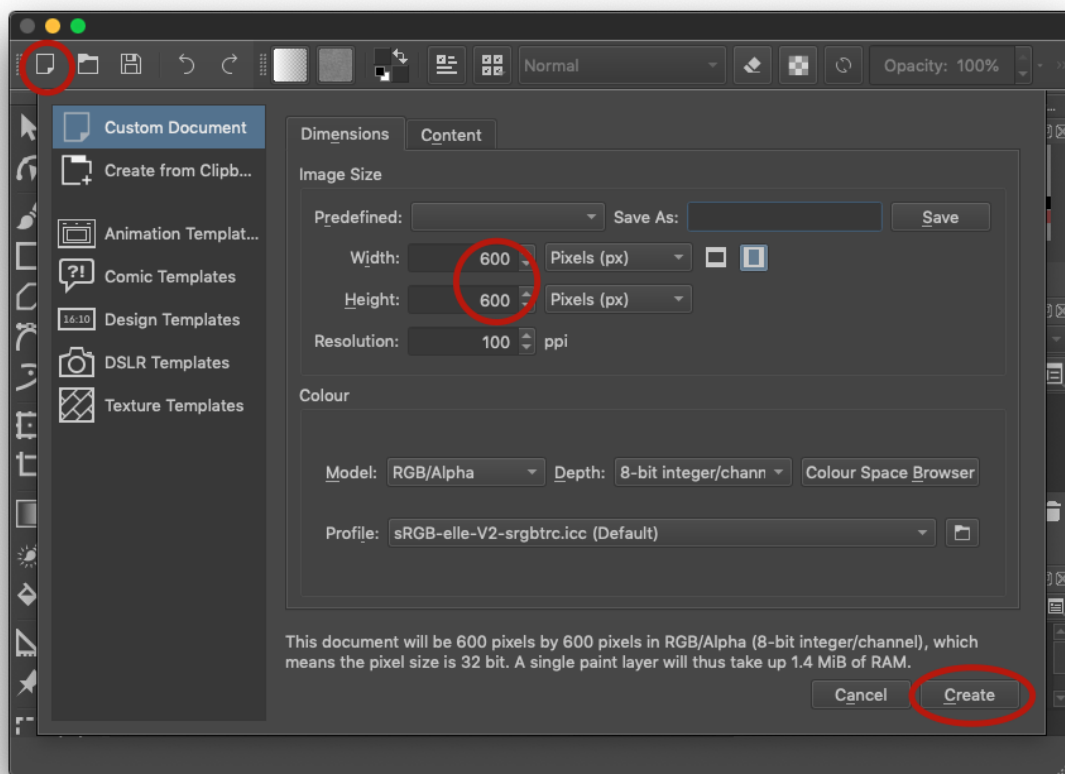 Normal
Opacity: 100%
Custom Document
Create from Clipb...
Animation Templat...
?!
Comic Templates
16:10
Design Templates
DSLR Templates
Texture Templates
Dimensions
Content
Image Size
Predefined:
Save As:
Save
Width:
600
Pixels (px)
Height:
600
Pixels (px)
Resolution:
100
ppi
Colour
Model:
RGB/Alpha
Depth:
8-bit integer/chann
Colour Space Browser
Profile:
sRGB-elle-V2-srgbtrc.icc (Default)
This document will be 600 pixels by 600 pixels in RGB/Alpha (8-bit integer/channel), which
means the pixel size is 32 bit. A single paint layer will thus take up 1.4 MiB of RAM.
Cancel
Create